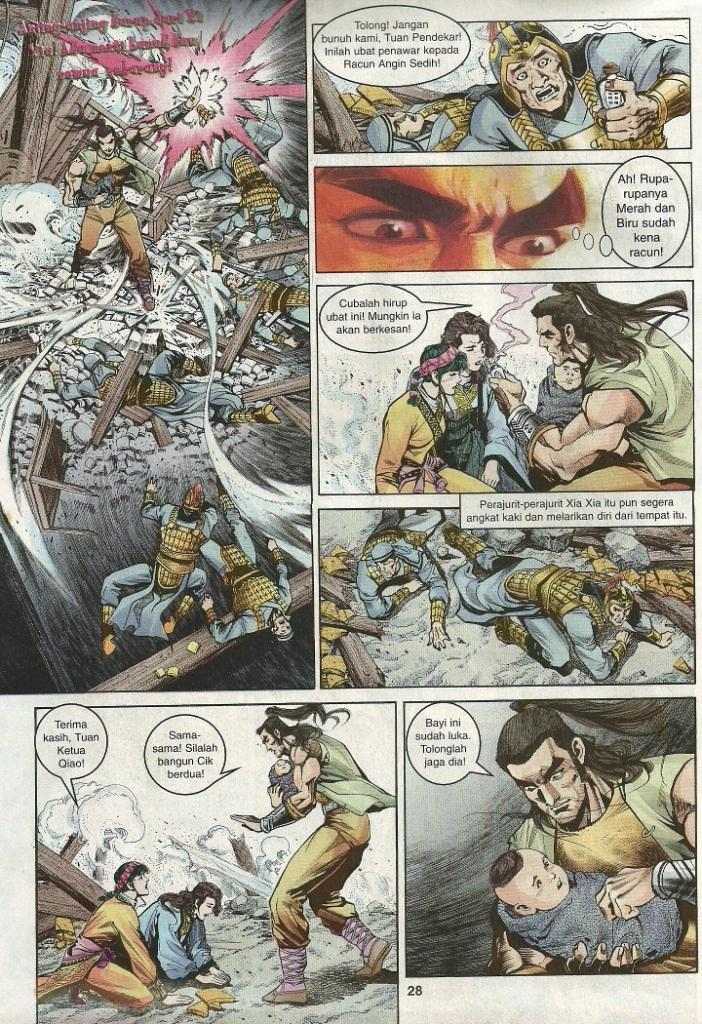 Tolong! Jangan
bunuh kami, Tuan Pendekar!
Inilah ubat penawar kepada
Racun Angin Sedih!
Ah! Rupa-
rupanya
Merah dan
Biru sudah
kena
racun!
Cubalah hirup
ubat ini! Mungkin ia
akan berkesan!
Perajurit-perajurit Xia Xia itu pun segera
angkat kaki dan melarikan diri dari tempat itu.
Terima
kasih, Tuan
Ketua
Qiao!
Sama-
sama! Silalah
bangun Cik
berdua!
Bayi ini
sudah luka.
Tolonglah
jaga dia!
28